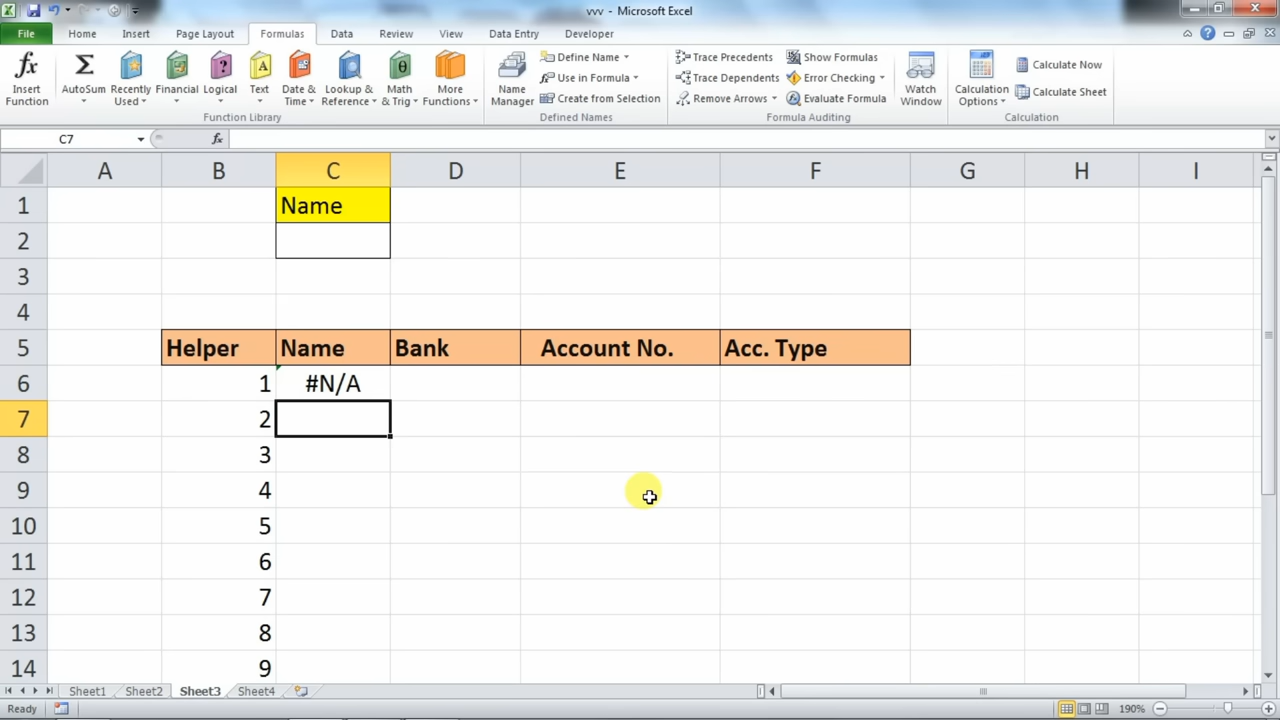 vvv - Microsoft Excel
File Home Insert Page Layout Formulas Data Review View Data Entry Developer
Insert Function
AutoSum
Recently Used
Financial
Logical
Text
Date & Time
Lookup & Reference
Math & Trig
More Functions
Function Library
Name Manager
Define Name
Use in Formula
Create from Selection
Defined Names
Trace Precedents
Trace Dependents
Remove Arrows
Show Formulas
Error Checking
Evaluate Formula
Formula Auditing
Watch Window
Calculation Options
Calculate Now
Calculate Sheet
Calculation
C7 fx
A B C D E F G H I
1 Name
2
3
4
5 Helper Name Bank Account No. Acc. Type
6 1 #N/A
7 2
8 3
9 4
10 5
11 6
12 7
13 8
14 9
Sheet1 Sheet2 Sheet3 Sheet4
Ready 190%